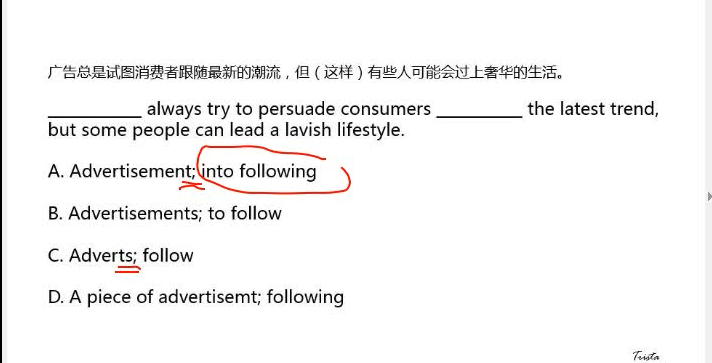 广告总是试图消费者跟随最新的潮流，但（这样）有些人可能会过上奢华的生活。
__________ always try to persuade consumers _________ the latest trend,
but some people can lead a lavish lifestyle.
A. Advertisement; into following
B. Advertisements; to follow
C. Adverts; follow
D. A piece of advertisemt; following
Trista